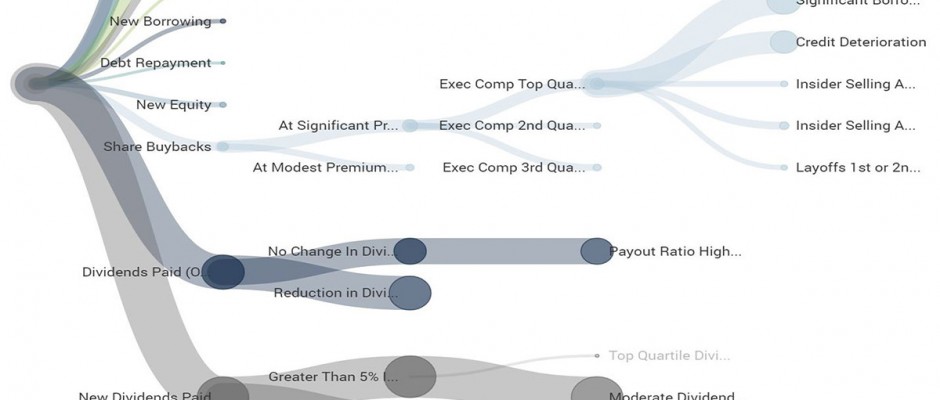 Significant Borro...
New Borrowing
Credit Deterioration
Debt Repayment
Exec Comp Top Qua...
Insider Selling A...
New Equity
At Significant Pr...
Exec Comp 2nd Qua...
Insider Selling A...
Share Buybacks
At Modest Premium...
Exec Comp 3rd Qua...
Layoffs 1st or 2n...
No Change In Divi...
Payout Ratio High...
Dividends Paid (O...
Reduction in Divi...
Top Quartile Divi...
Greater Than 5% I...
New Dividends Paid
Moderate Dividend